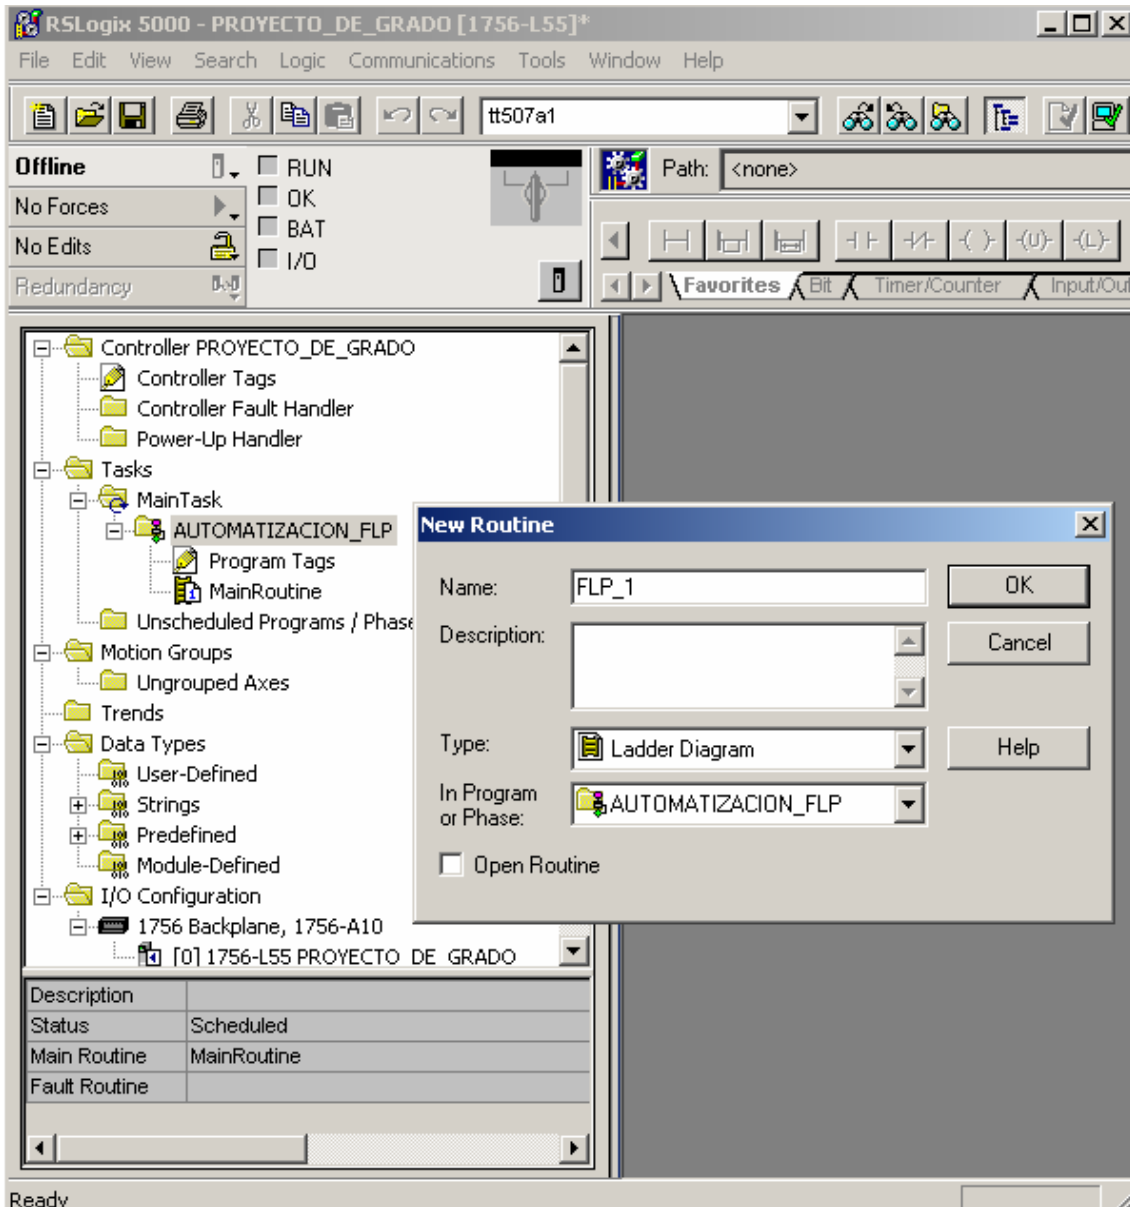 RSLogix 5000 - PROYECTO_DE_GRADO [1756-L55]*
File Edit View Search Logic Communications Tools Window Help
tt507a1
Offline
RUN
Path: <none>
No Forces
OK
BAT
No Edits
I/O
Redundancy
Favorites Bit Timer/Counter Input/Out
Controller PROYECTO_DE_GRADO
Controller Tags
Controller Fault Handler
Power-Up Handler
Tasks
MainTask
AUTOMATIZACION_FLP
Program Tags
MainRoutine
Unscheduled Programs / Phase
Motion Groups
Ungrouped Axes
Trends
Data Types
User-Defined
Strings
Predefined
Module-Defined
I/O Configuration
1756 Backplane, 1756-A10
[0] 1756-L55 PROYECTO_DE_GRADO
New Routine
Name: FLP_1 OK
Description: Cancel
Type: Ladder Diagram Help
In Program
or Phase: AUTOMATIZACION_FLP
Open Routine
Description
Status Scheduled
Main Routine MainRoutine
Fault Routine
Ready